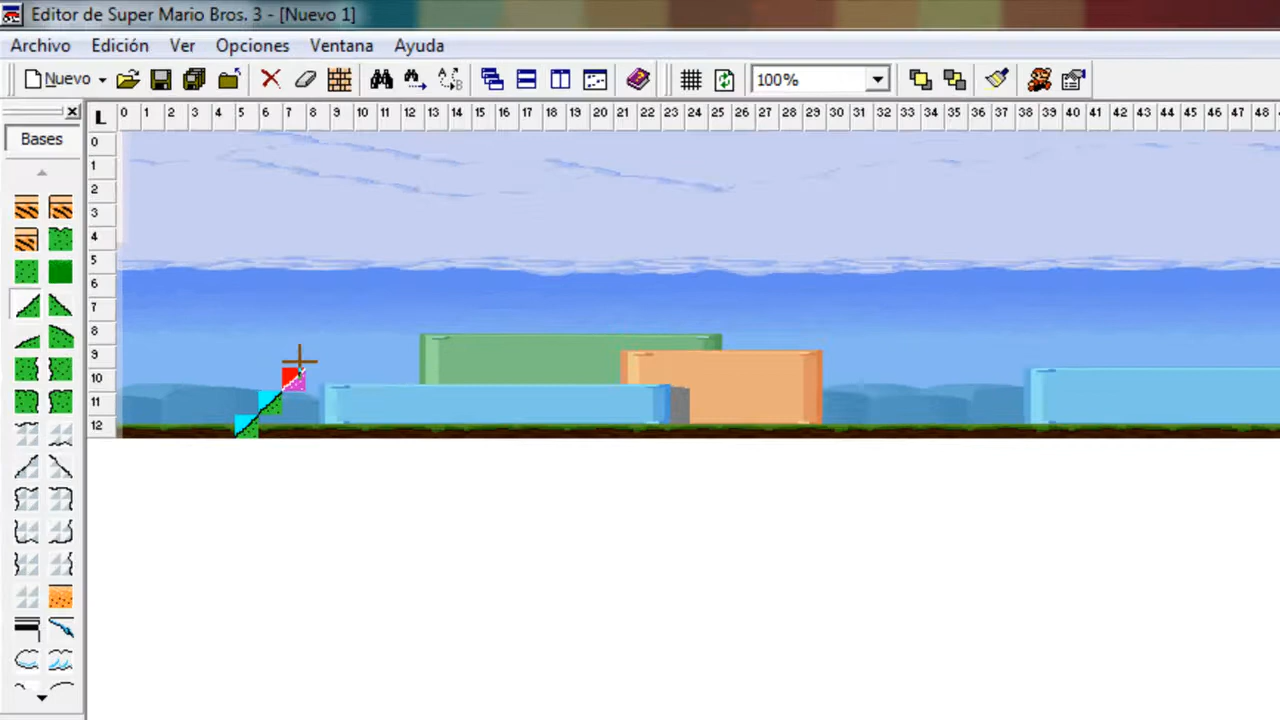 Editor de Super Mario Bros. 3 - [Nuevo 1]
Archivo Edición Ver Opciones Ventana Ayuda
Nuevo 100%
L 0 1 2 3 4 5 6 7 8 9 10 11 12 13 14 15 16 17 18 19 20 21 22 23 24 25 26 27 28 29 30 31 32 33 34 35 36 37 38 39 40 41 42 43 44 45 46 47 48
Bases
0
1
2
3
4
5
6
7
8
9
10
11
12